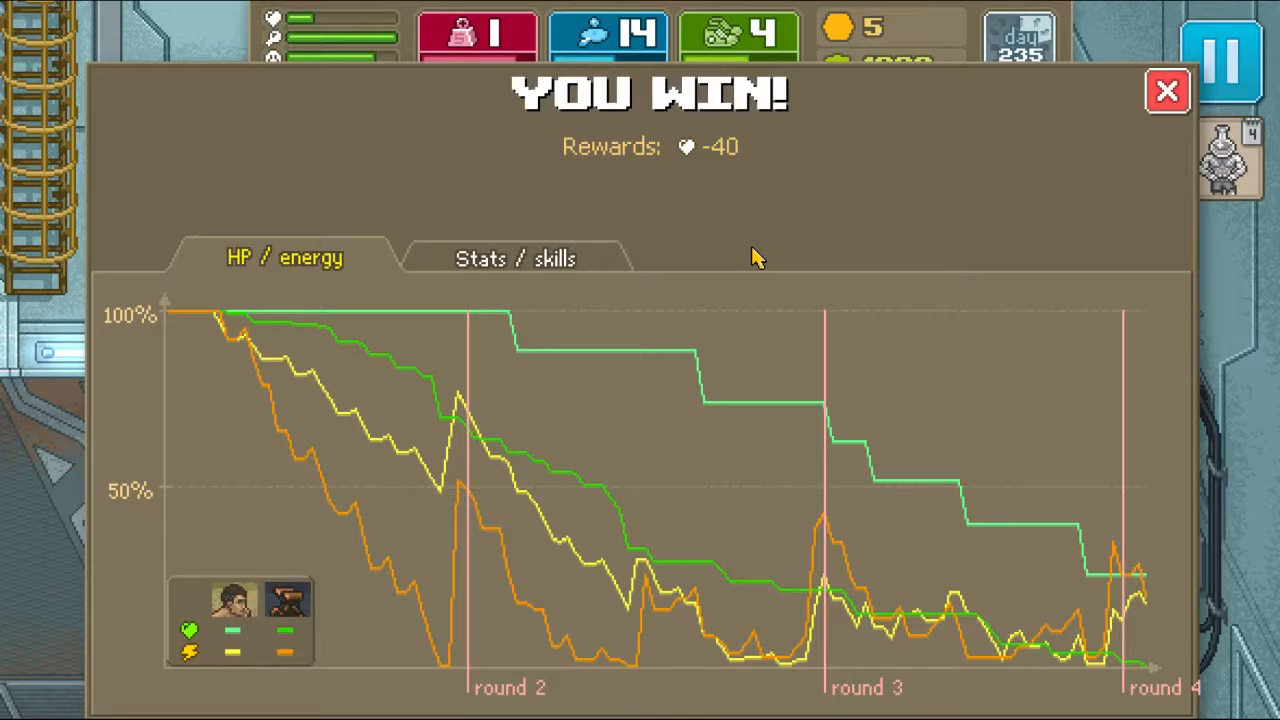 1
14
4
5
day
235
YOU WIN!
Rewards: -40
4
HP / energy
Stats / skills
100%
50%
round 2
round 3
round 4